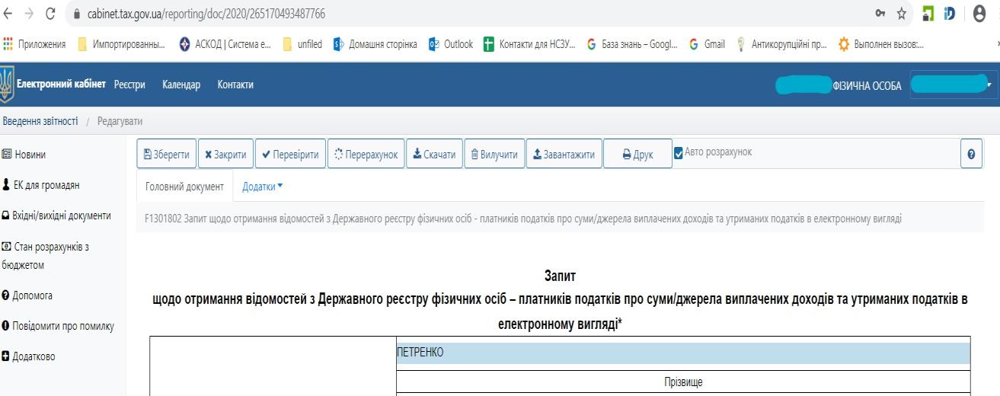 cabinet.tax.gov.ua/reporting/doc/2020/265170493487766
Приложения Импортированны... АСКОД | Система е... unfiled Домашня сторінка Outlook Контакти для НСЗУ... База знань – Googl... Gmail Антикорупційні пр... Выполнен вызов:...
Електронний кабінет Реєстри Календар Контакти ФІЗИЧНА ОСОБА
Введення звітності / Редагувати
Зберегти Закрити Перевірити Перерахунок Скачати Вилучити Завантажити Друк Авто розрахунок
Новини
ЕК для громадян
Вхідні/вихідні документи
Стан розрахунків з
бюджетом
Допомога
Повідомити про помилку
Додатково
Головний документ Додатки
F1301802 Запит щодо отримання відомостей з Державного реєстру фізичних осіб - платників податків про суми/джерела виплачених доходів та утриманих податків в електронному вигляді
Запит
щодо отримання відомостей з Державного реєстру фізичних осіб – платників податків про суми/джерела виплачених доходів та утриманих податків в
електронному вигляді*
ПЕТРЕНКО
Прізвище